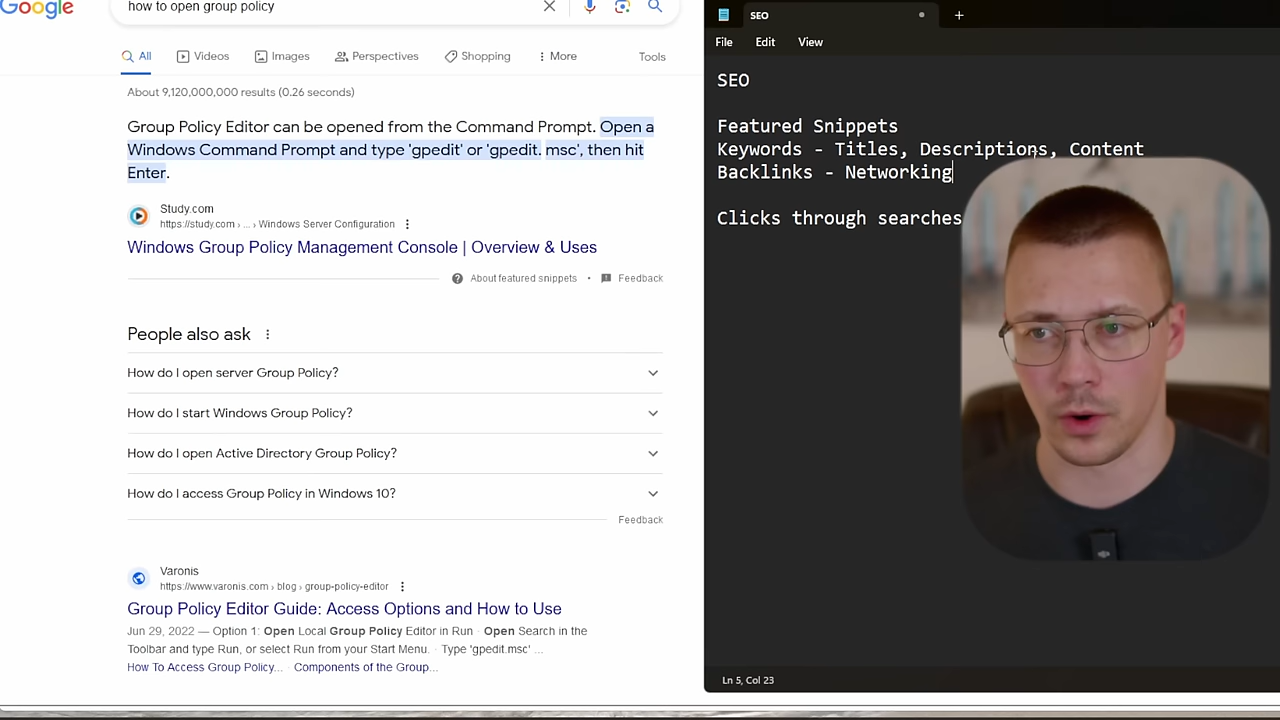 Google
how to open group policy
All
Videos
Images
Perspectives
Shopping
More
Tools
About 9,120,000,000 results (0.26 seconds)
Group Policy Editor can be opened from the Command Prompt. Open a
Windows Command Prompt and type 'gpedit' or 'gpedit. msc', then hit
Enter.
Study.com
https://study.com › ... › Windows Server Configuration
Windows Group Policy Management Console | Overview & Uses
About featured snippets • Feedback
People also ask
How do I open server Group Policy?
How do I start Windows Group Policy?
How do I open Active Directory Group Policy?
How do I access Group Policy in Windows 10?
Feedback
Varonis
https://www.varonis.com › blog › group-policy-editor
Group Policy Editor Guide: Access Options and How to Use
Jun 29, 2022 — Option 1: Open Local Group Policy Editor in Run · Open Search in the
Toolbar and type Run, or select Run from your Start Menu. · Type 'gpedit.msc' ...
How To Access Group Policy... · Components of the Group...
SEO
File Edit View
SEO
Featured Snippets
Keywords - Titles, Descriptions, Content
Backlinks - Networking
Clicks through searches
Ln 5, Col 23